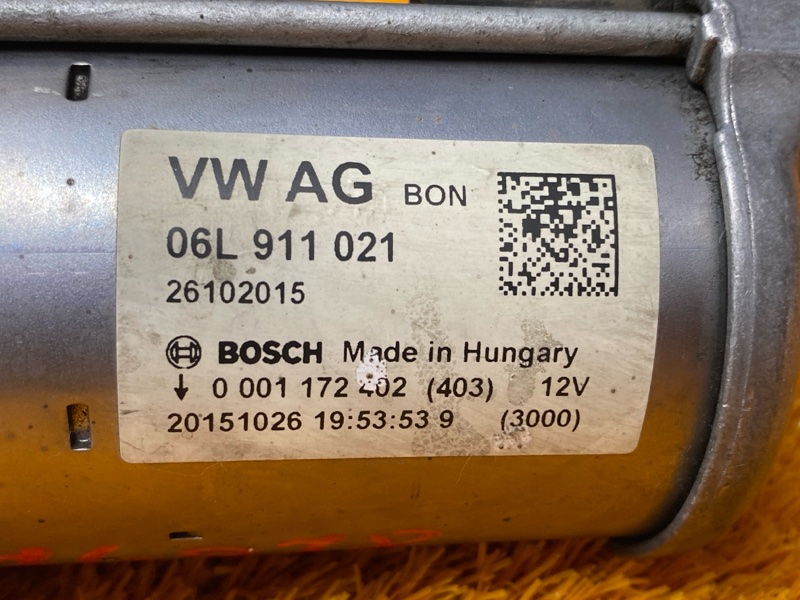 VW AG BON
06L 911 021
26102015
BOSCH Made in Hungary
↓ 0 001 172 402 (403) 12V
20151026 19:53:53 9 (3000)